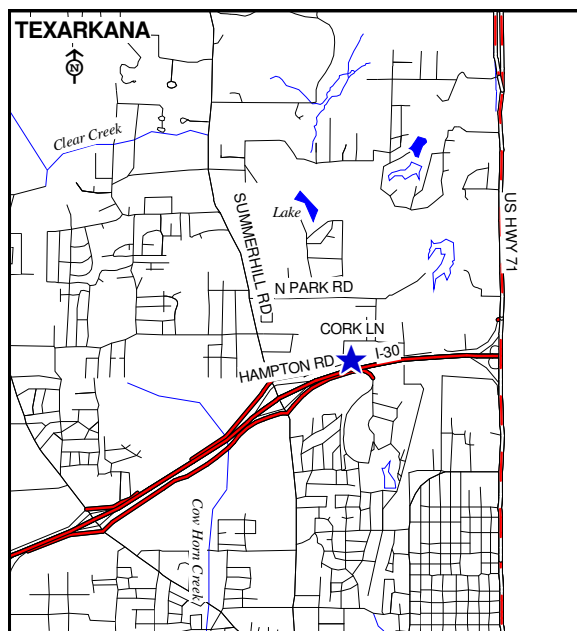 TEXARKANA
N
Clear Creek
SUMMERHILL RD
Lake
US HWY 71
N PARK RD
CORK LN
HAMPTON RD
I-30
Cow Horn Creek